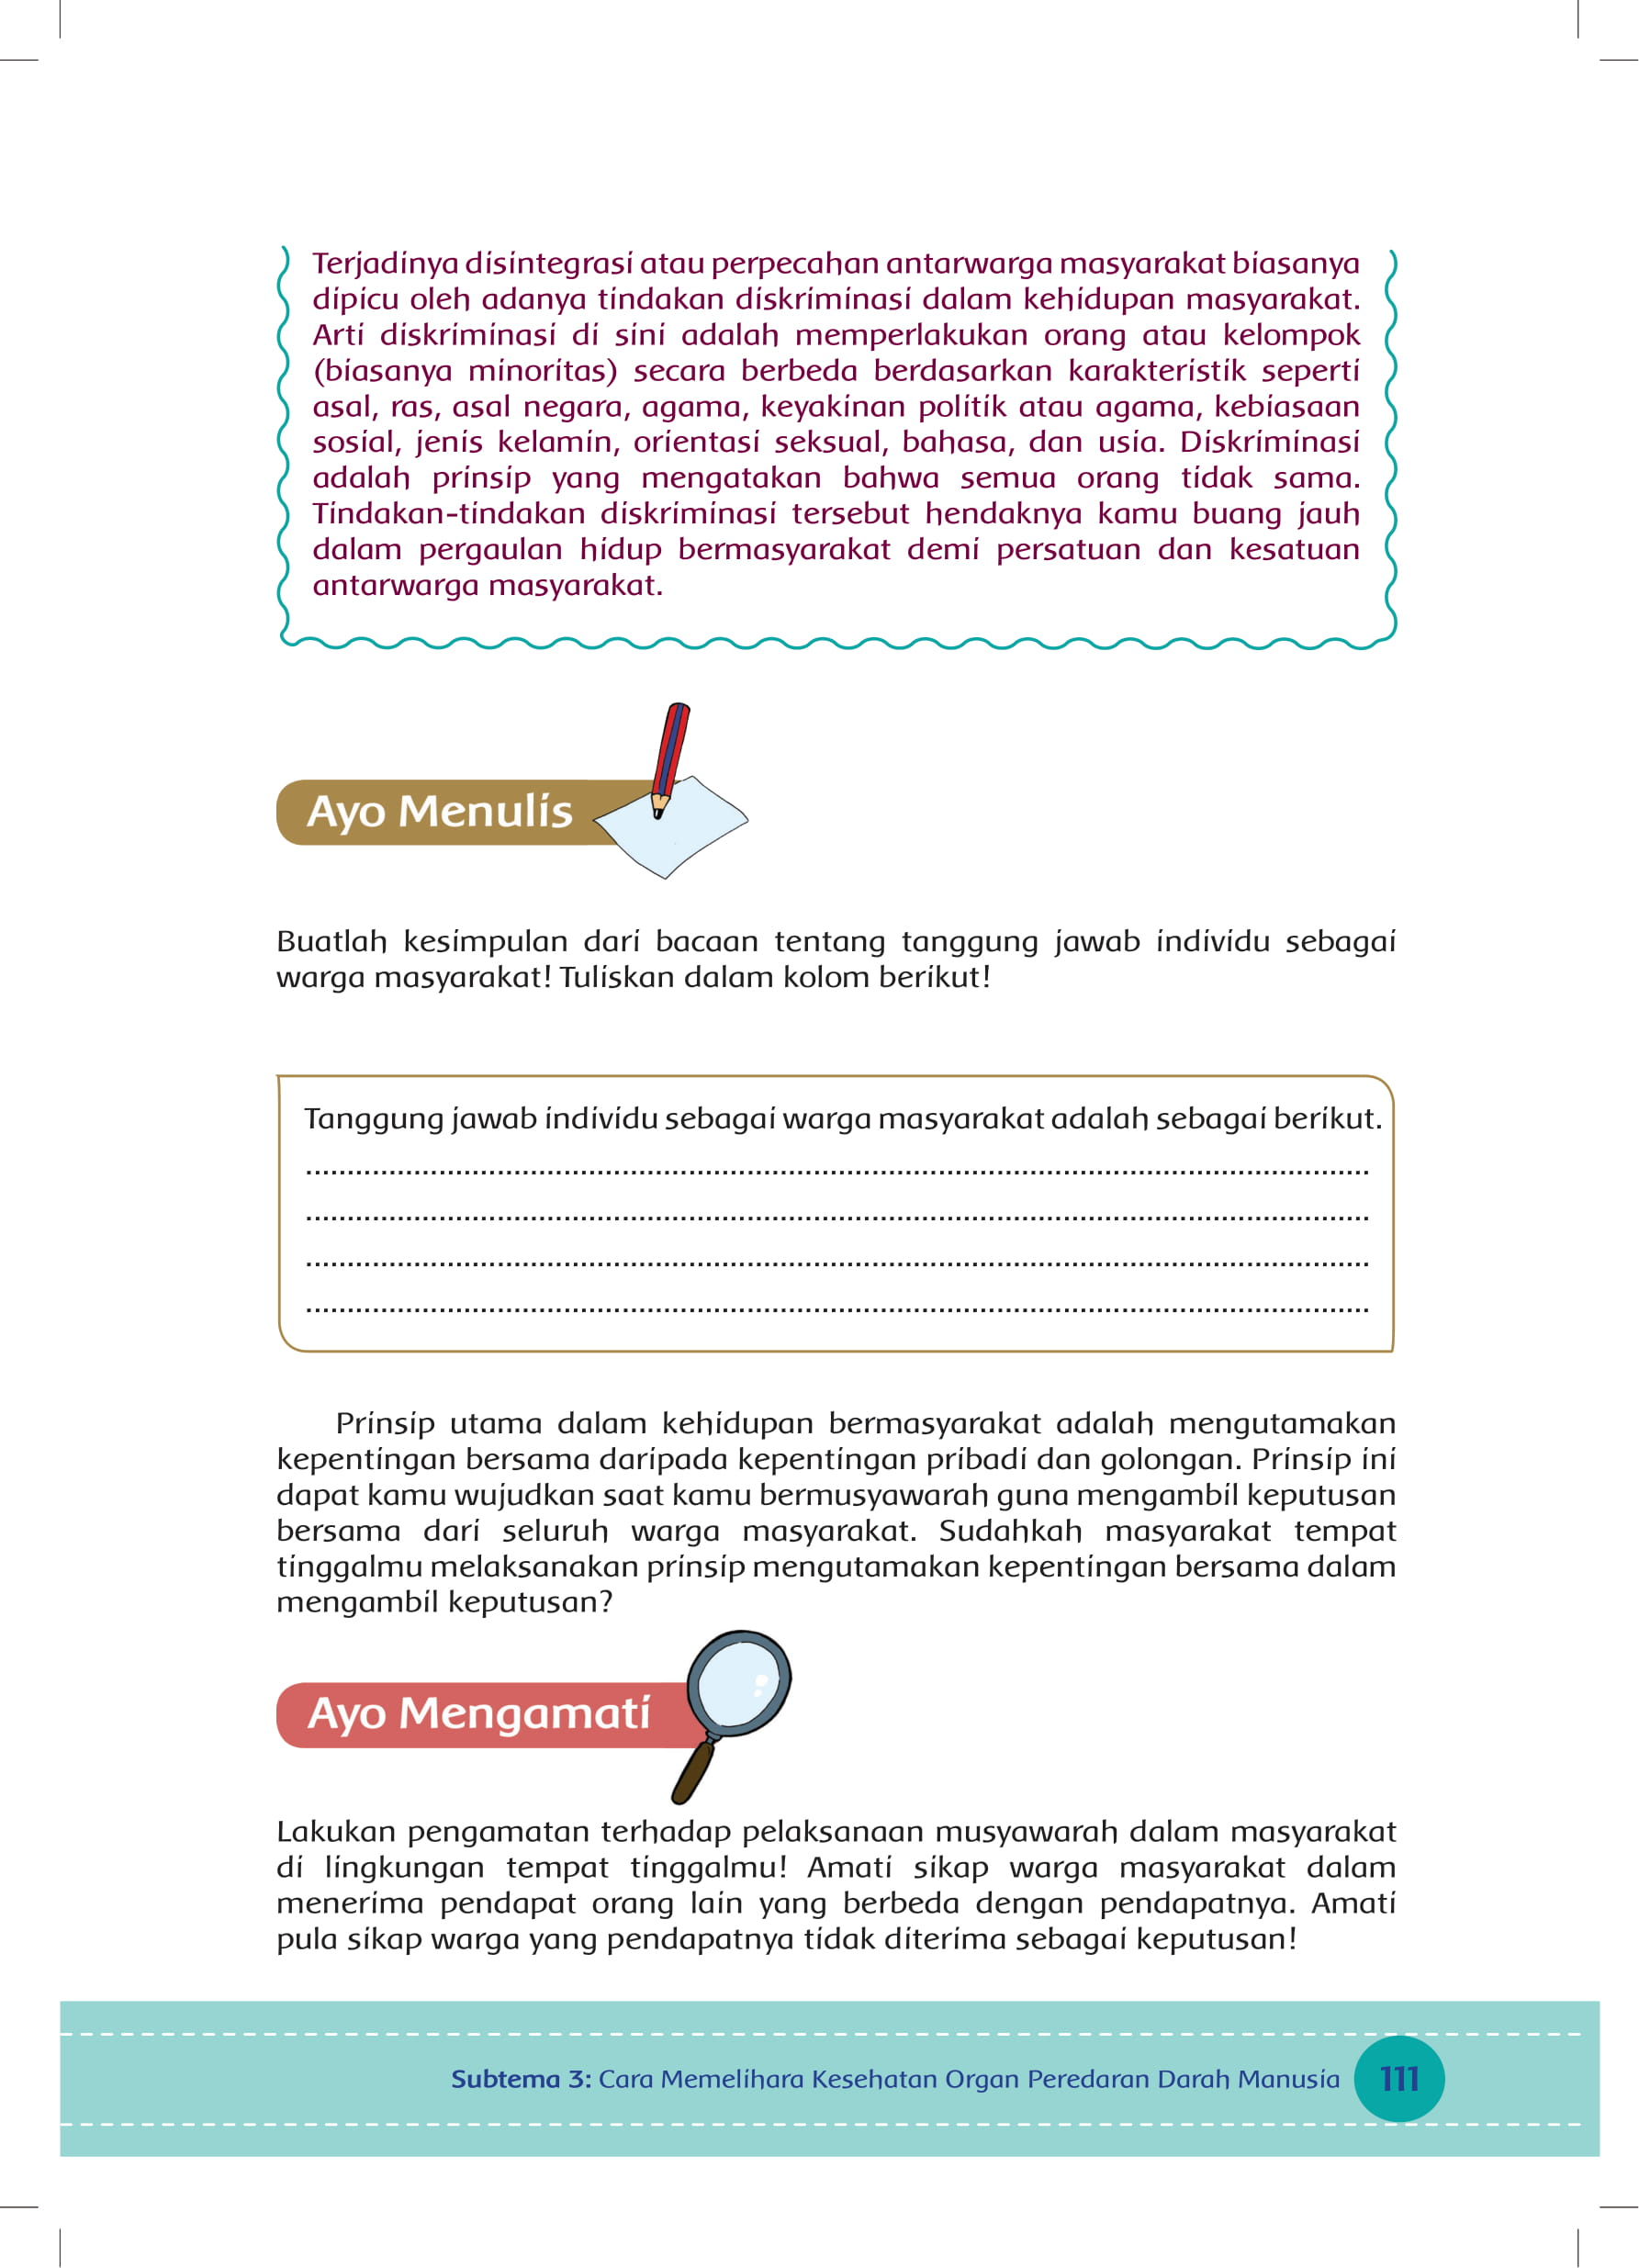 Terjadinya disintegrasi atau perpecahan antarwarga masyarakat biasanya
dipicu oleh adanya tindakan diskriminasi dalam kehidupan masyarakat.
Arti diskriminasi di sini adalah memperlakukan orang atau kelompok
(biasanya minoritas) secara berbeda berdasarkan karakteristik seperti
asal, ras, asal negara, agama, keyakinan politik atau agama, kebiasaan
sosial, jenis kelamin, orientasi seksual, bahasa, dan usia. Diskriminasi
adalah prinsip yang mengatakan bahwa semua orang tidak sama.
Tindakan-tindakan diskriminasi tersebut hendaknya kamu buang jauh
dalam pergaulan hidup bermasyarakat demi persatuan dan kesatuan
antarwarga masyarakat.
Ayo Menulis
Buatlah kesimpulan dari bacaan tentang tanggung jawab individu sebagai
warga masyarakat! Tuliskan dalam kolom berikut!
Tanggung jawab individu sebagai warga masyarakat adalah sebagai berikut.
Prinsip utama dalam kehidupan bermasyarakat adalah mengutamakan
kepentingan bersama daripada kepentingan pribadi dan golongan. Prinsip ini
dapat kamu wujudkan saat kamu bermusyawarah guna mengambil keputusan
bersama dari seluruh warga masyarakat. Sudahkah masyarakat tempat
tinggalmu melaksanakan prinsip mengutamakan kepentingan bersama dalam
mengambil keputusan?
Ayo Mengamati
Lakukan pengamatan terhadap pelaksanaan musyawarah dalam masyarakat
di lingkungan tempat tinggalmu! Amati sikap warga masyarakat dalam
menerima pendapat orang lain yang berbeda dengan pendapatnya. Amati
pula sikap warga yang pendapatnya tidak diterima sebagai keputusan!
Subtema 3: Cara Memelihara Kesehatan Organ Peredaran Darah Manusia 111